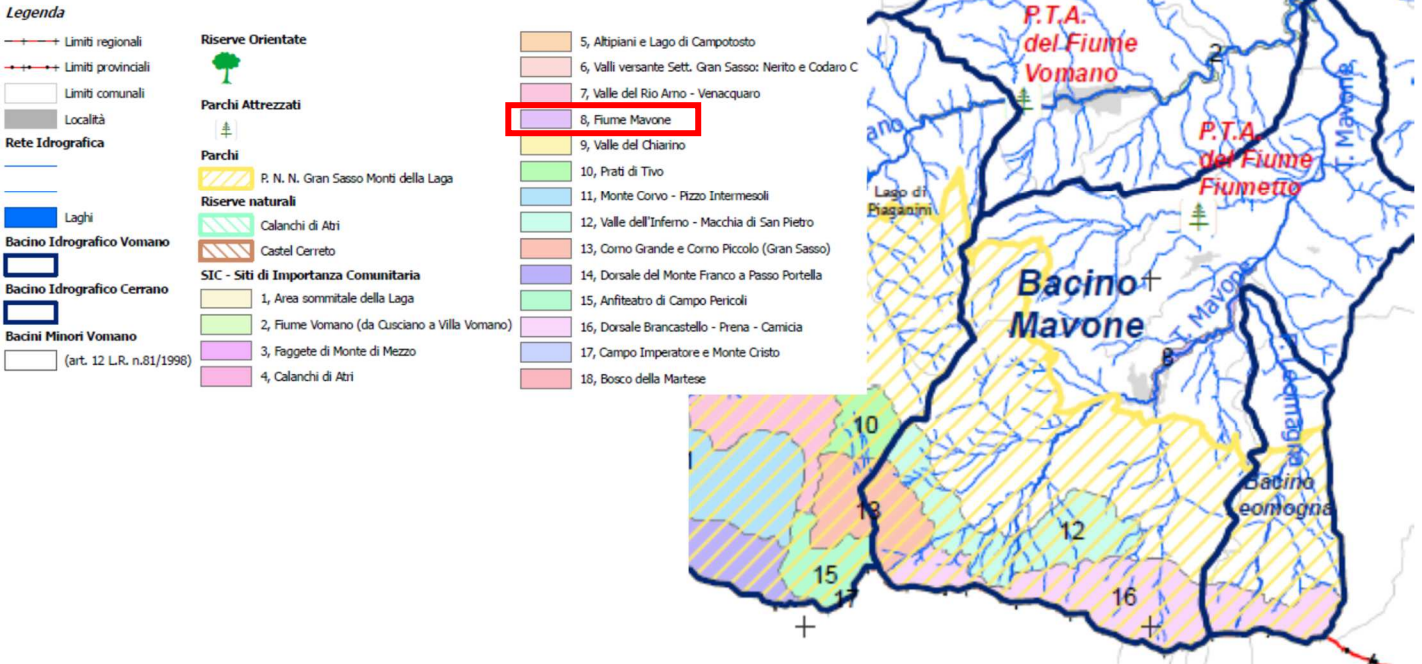 Legenda
Limiti regionali
Limiti provinciali
Limiti comunali
Località
Rete Idrografica
Laghi
Bacino Idrografico Vomano
Bacino Idrografico Cerrano
Bacini Minori Vomano
(art. 12 L.R. n.81/1998)
Riserve Orientate
Parchi Attrezzati
Parchi
P. N. N. Gran Sasso Monti della Laga
Riserve naturali
Calanchi di Atri
Castel Cerreto
SIC - Siti di Importanza Comunitaria
1, Area sommitale della Laga
2, Fiume Vomano (da Cusciano a Villa Vomano)
3, Faggete di Monte di Mezzo
4, Calanchi di Atri
5, Altipiani e Lago di Campotosto
6, Valli versante Sett. Gran Sasso: Nerito e Codaro C
7, Valle del Rio Arno - Venacquaro
8, Fiume Mavone
9, Valle del Chiarino
10, Prati di Tivo
11, Monte Corvo - Pizzo Intermesoli
12, Valle dell'Inferno - Macchia di San Pietro
13, Corno Grande e Corno Piccolo (Gran Sasso)
14, Dorsale del Monte Franco a Passo Portella
15, Anfiteatro di Campo Pericoli
16, Dorsale Brancastello - Prena - Camicia
17, Campo Imperatore e Monte Cristo
18, Bosco della Martese
P.T.A.
del Fiume
Vomano
2
T. Mavone
ano
P.T.A.
del Fiume
Fiumetto
Lago di
Piaganini
Bacino
Mavone
T. Mavone
8
eomogna
10
Bacino
eomogna
13
12
15
17
16